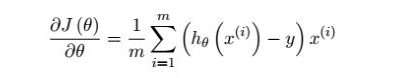 ∂J(θ)/∂θ = 1/m ∑_{i=1}^{m} (h_θ(x^{(i)}) − y) x^{(i)}